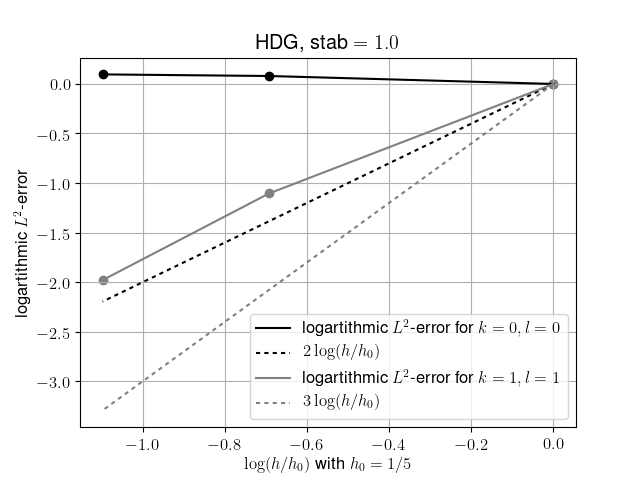 HDG, stab = 1.0
0.0
−0.5
−1.0
−1.5
−2.0
−2.5
−3.0
logartithmic L²-error
logartithmic L²-error for k = 0, l = 0
2 log(h/h₀)
logartithmic L²-error for k = 1, l = 1
3 log(h/h₀)
−1.0 −0.8 −0.6 −0.4 −0.2 0.0
log(h/h₀) with h₀ = 1/5